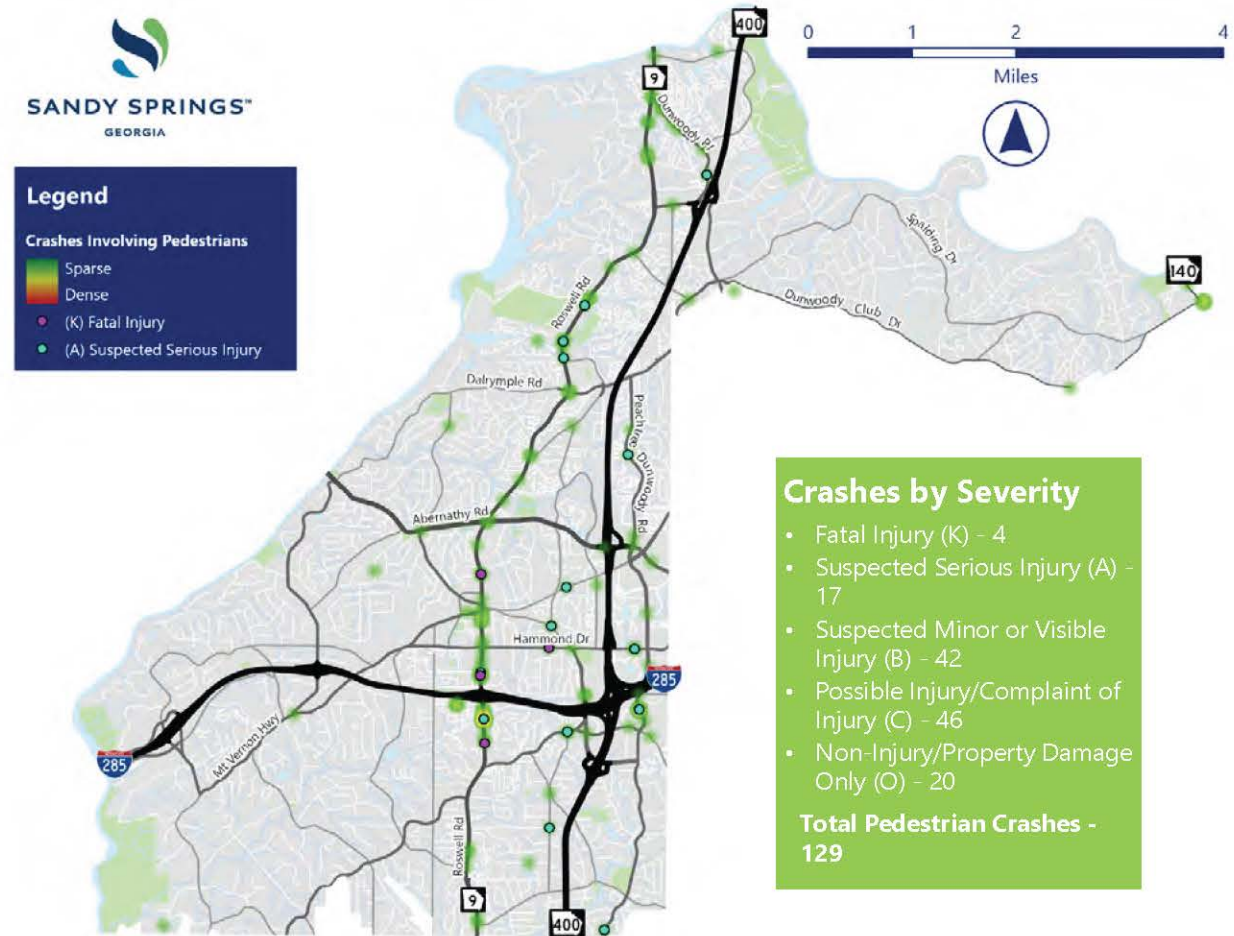 SANDY SPRINGS™
GEORGIA
Legend
Crashes Involving Pedestrians
Sparse
Dense
(K) Fatal Injury
(A) Suspected Serious Injury
0 1 2 4
Miles
400
9
Dunwoody Pl
Spalding Dr
140
Dunwoody Club Dr
Roswell Rd
Dalrymple Rd
Peachtree Dunwoody Rd
Abernathy Rd
Hammond Dr
285
Mt Vernon Hwy
285
Roswell Rd
9
400
Crashes by Severity
• Fatal Injury (K) - 4
• Suspected Serious Injury (A) -
17
• Suspected Minor or Visible
Injury (B) - 42
• Possible Injury/Complaint of
Injury (C) - 46
• Non-Injury/Property Damage
Only (O) - 20
Total Pedestrian Crashes -
129